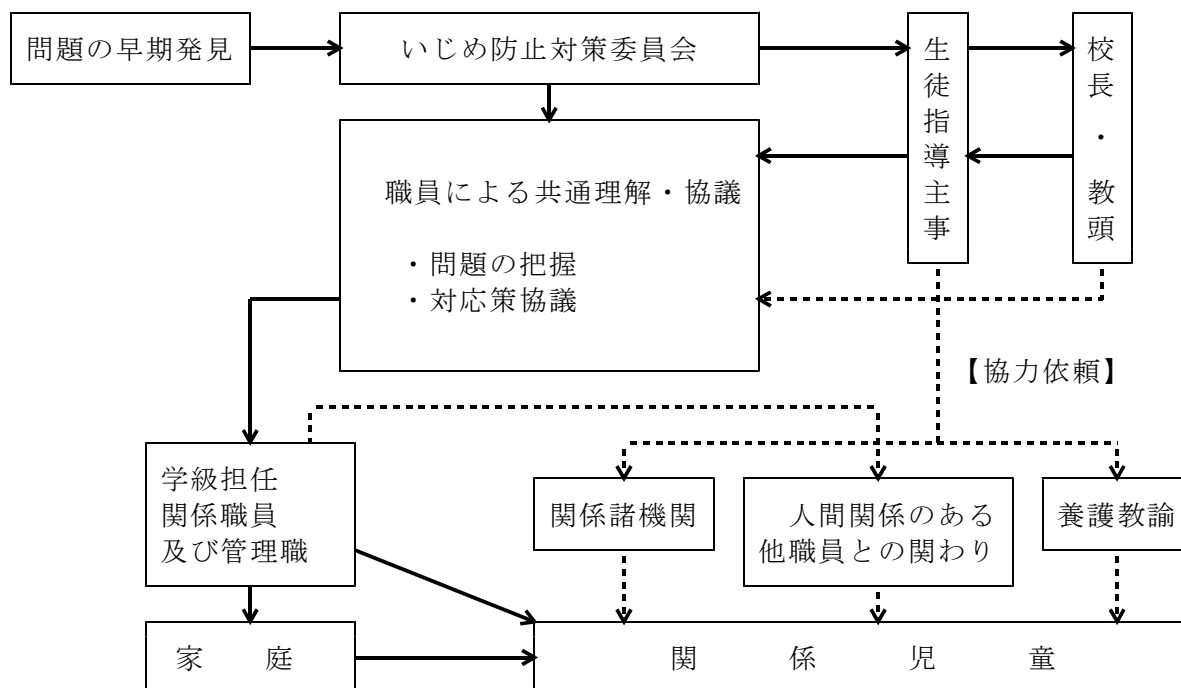 問題の早期発見
いじめ防止対策委員会
生徒指導主事
校長・教頭
職員による共通理解・協議
・問題の把握
・対応策協議
【協力依頼】
学級担任
関係職員
及び管理職
関係諸機関
人間関係のある
他職員との関わり
養護教諭
家　庭
関　係　児　童